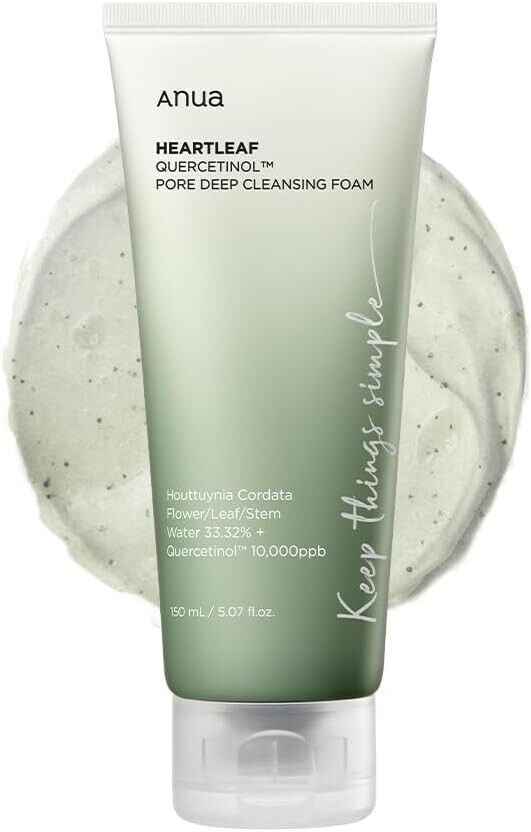 Anua
HEARTLEAF
QUERCETINOL™
PORE DEEP CLEANSING FOAM
Keep things simple
Houttuynia Cordata
Flower/Leaf/Stem
Water 33.32% +
Quercetinol™ 10,000ppb
150 mL / 5.07 fl.oz.